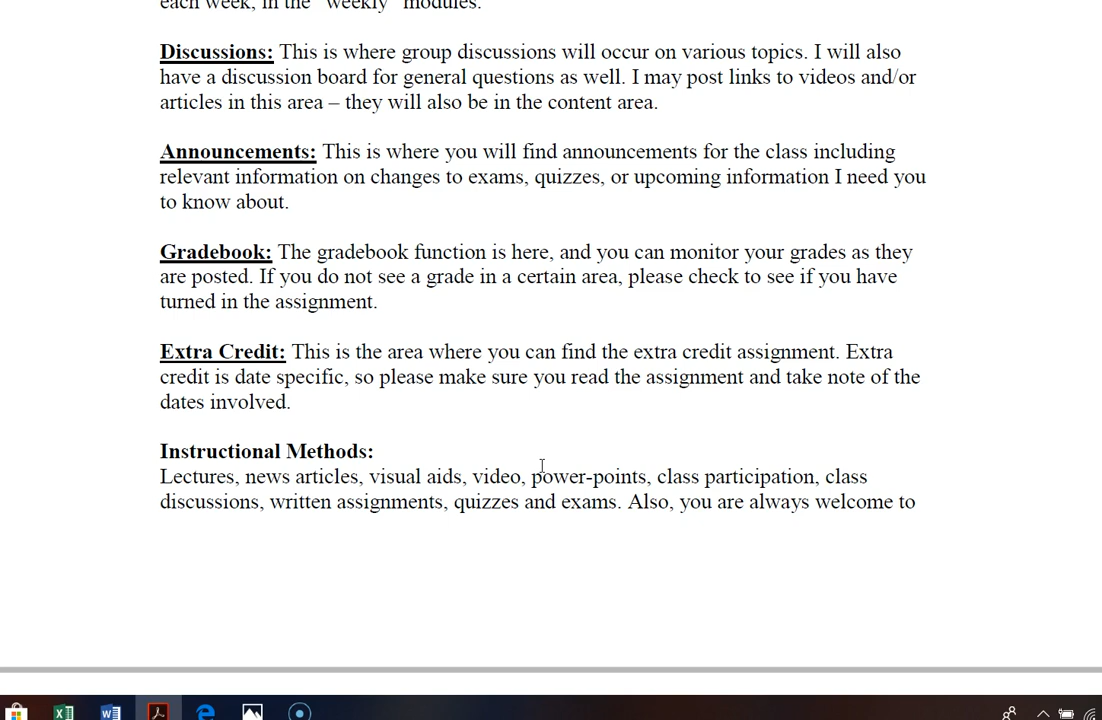 each week, in the "weekly" modules.
Discussions: This is where group discussions will occur on various topics. I will also
have a discussion board for general questions as well. I may post links to videos and/or
articles in this area – they will also be in the content area.
Announcements: This is where you will find announcements for the class including
relevant information on changes to exams, quizzes, or upcoming information I need you
to know about.
Gradebook: The gradebook function is here, and you can monitor your grades as they
are posted. If you do not see a grade in a certain area, please check to see if you have
turned in the assignment.
Extra Credit: This is the area where you can find the extra credit assignment. Extra
credit is date specific, so please make sure you read the assignment and take note of the
dates involved.
Instructional Methods:
Lectures, news articles, visual aids, video, power-points, class participation, class
discussions, written assignments, quizzes and exams. Also, you are always welcome to